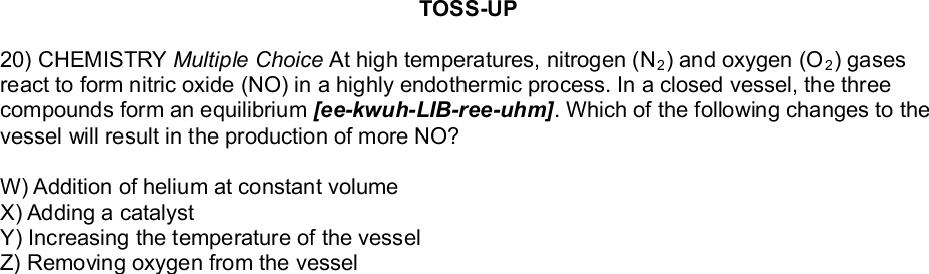 TOSS-UP
20) CHEMISTRY Multiple Choice At high temperatures, nitrogen (N₂) and oxygen (O₂) gases
react to form nitric oxide (NO) in a highly endothermic process. In a closed vessel, the three
compounds form an equilibrium [ee-kwuh-LIB-ree-uhm]. Which of the following changes to the
vessel will result in the production of more NO?
W) Addition of helium at constant volume
X) Adding a catalyst
Y) Increasing the temperature of the vessel
Z) Removing oxygen from the vessel